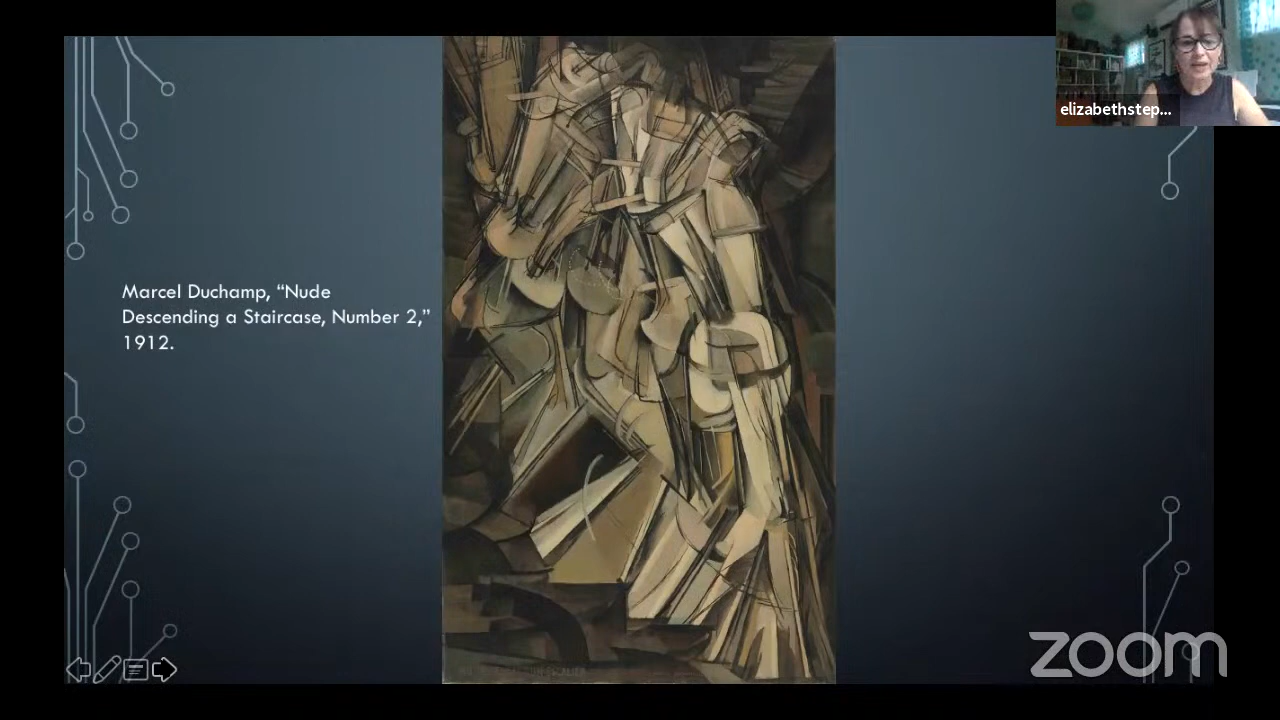 elizabethstep...
Marcel Duchamp, “Nude
Descending a Staircase, Number 2,”
1912.
zoom